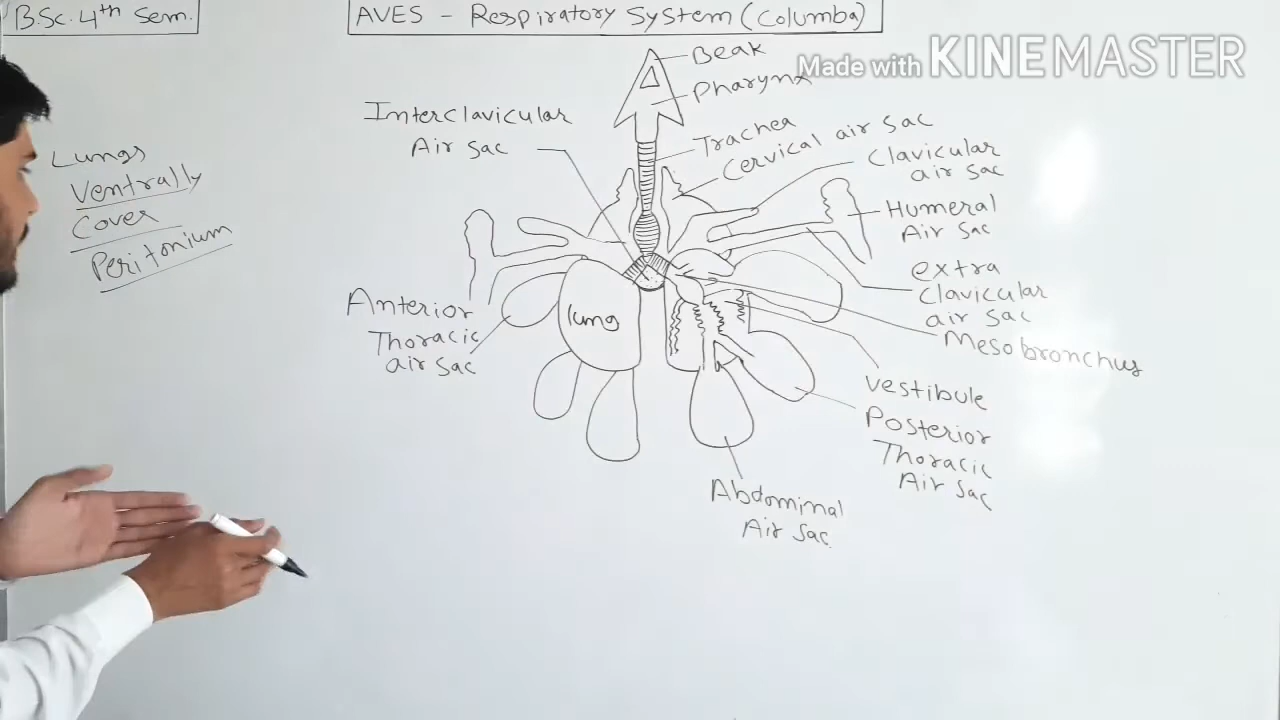 B.Sc. 4th Sem.
AVES - Respiratory System (Columba)
Made with KINEMASTER
Beak
Pharynx
Interclavicular
Air Sac
Trachea
Cervical air sac
Clavicular
air sac
Lungs
Ventrally
Cover
Peritonium
Humeral
Air Sac
extra
Clavicular
air sac
Anterior
Thoracic
air sac
lung
Mesobronchus
Vestibule
Posterior
Thoracic
Air Sac
Abdominal
Air Sac